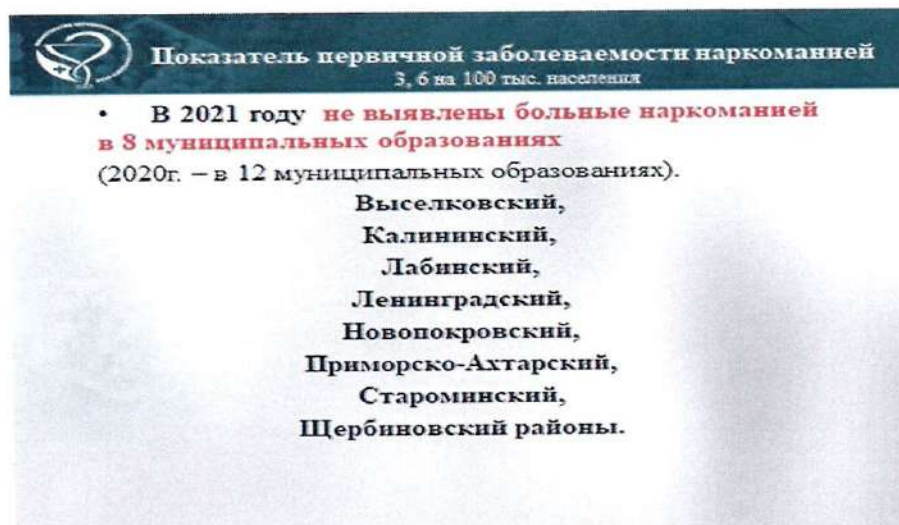 Показатель первичной заболеваемости наркоманией
3, 6 на 100 тыс. населения
• В 2021 году не выявлены больные наркоманией
в 8 муниципальных образованиях
(2020г. – в 12 муниципальных образованиях).
Выселковский,
Калининский,
Лабинский,
Ленинградский,
Новопокровский,
Приморско-Ахтарский,
Староминский,
Щербиновский районы.